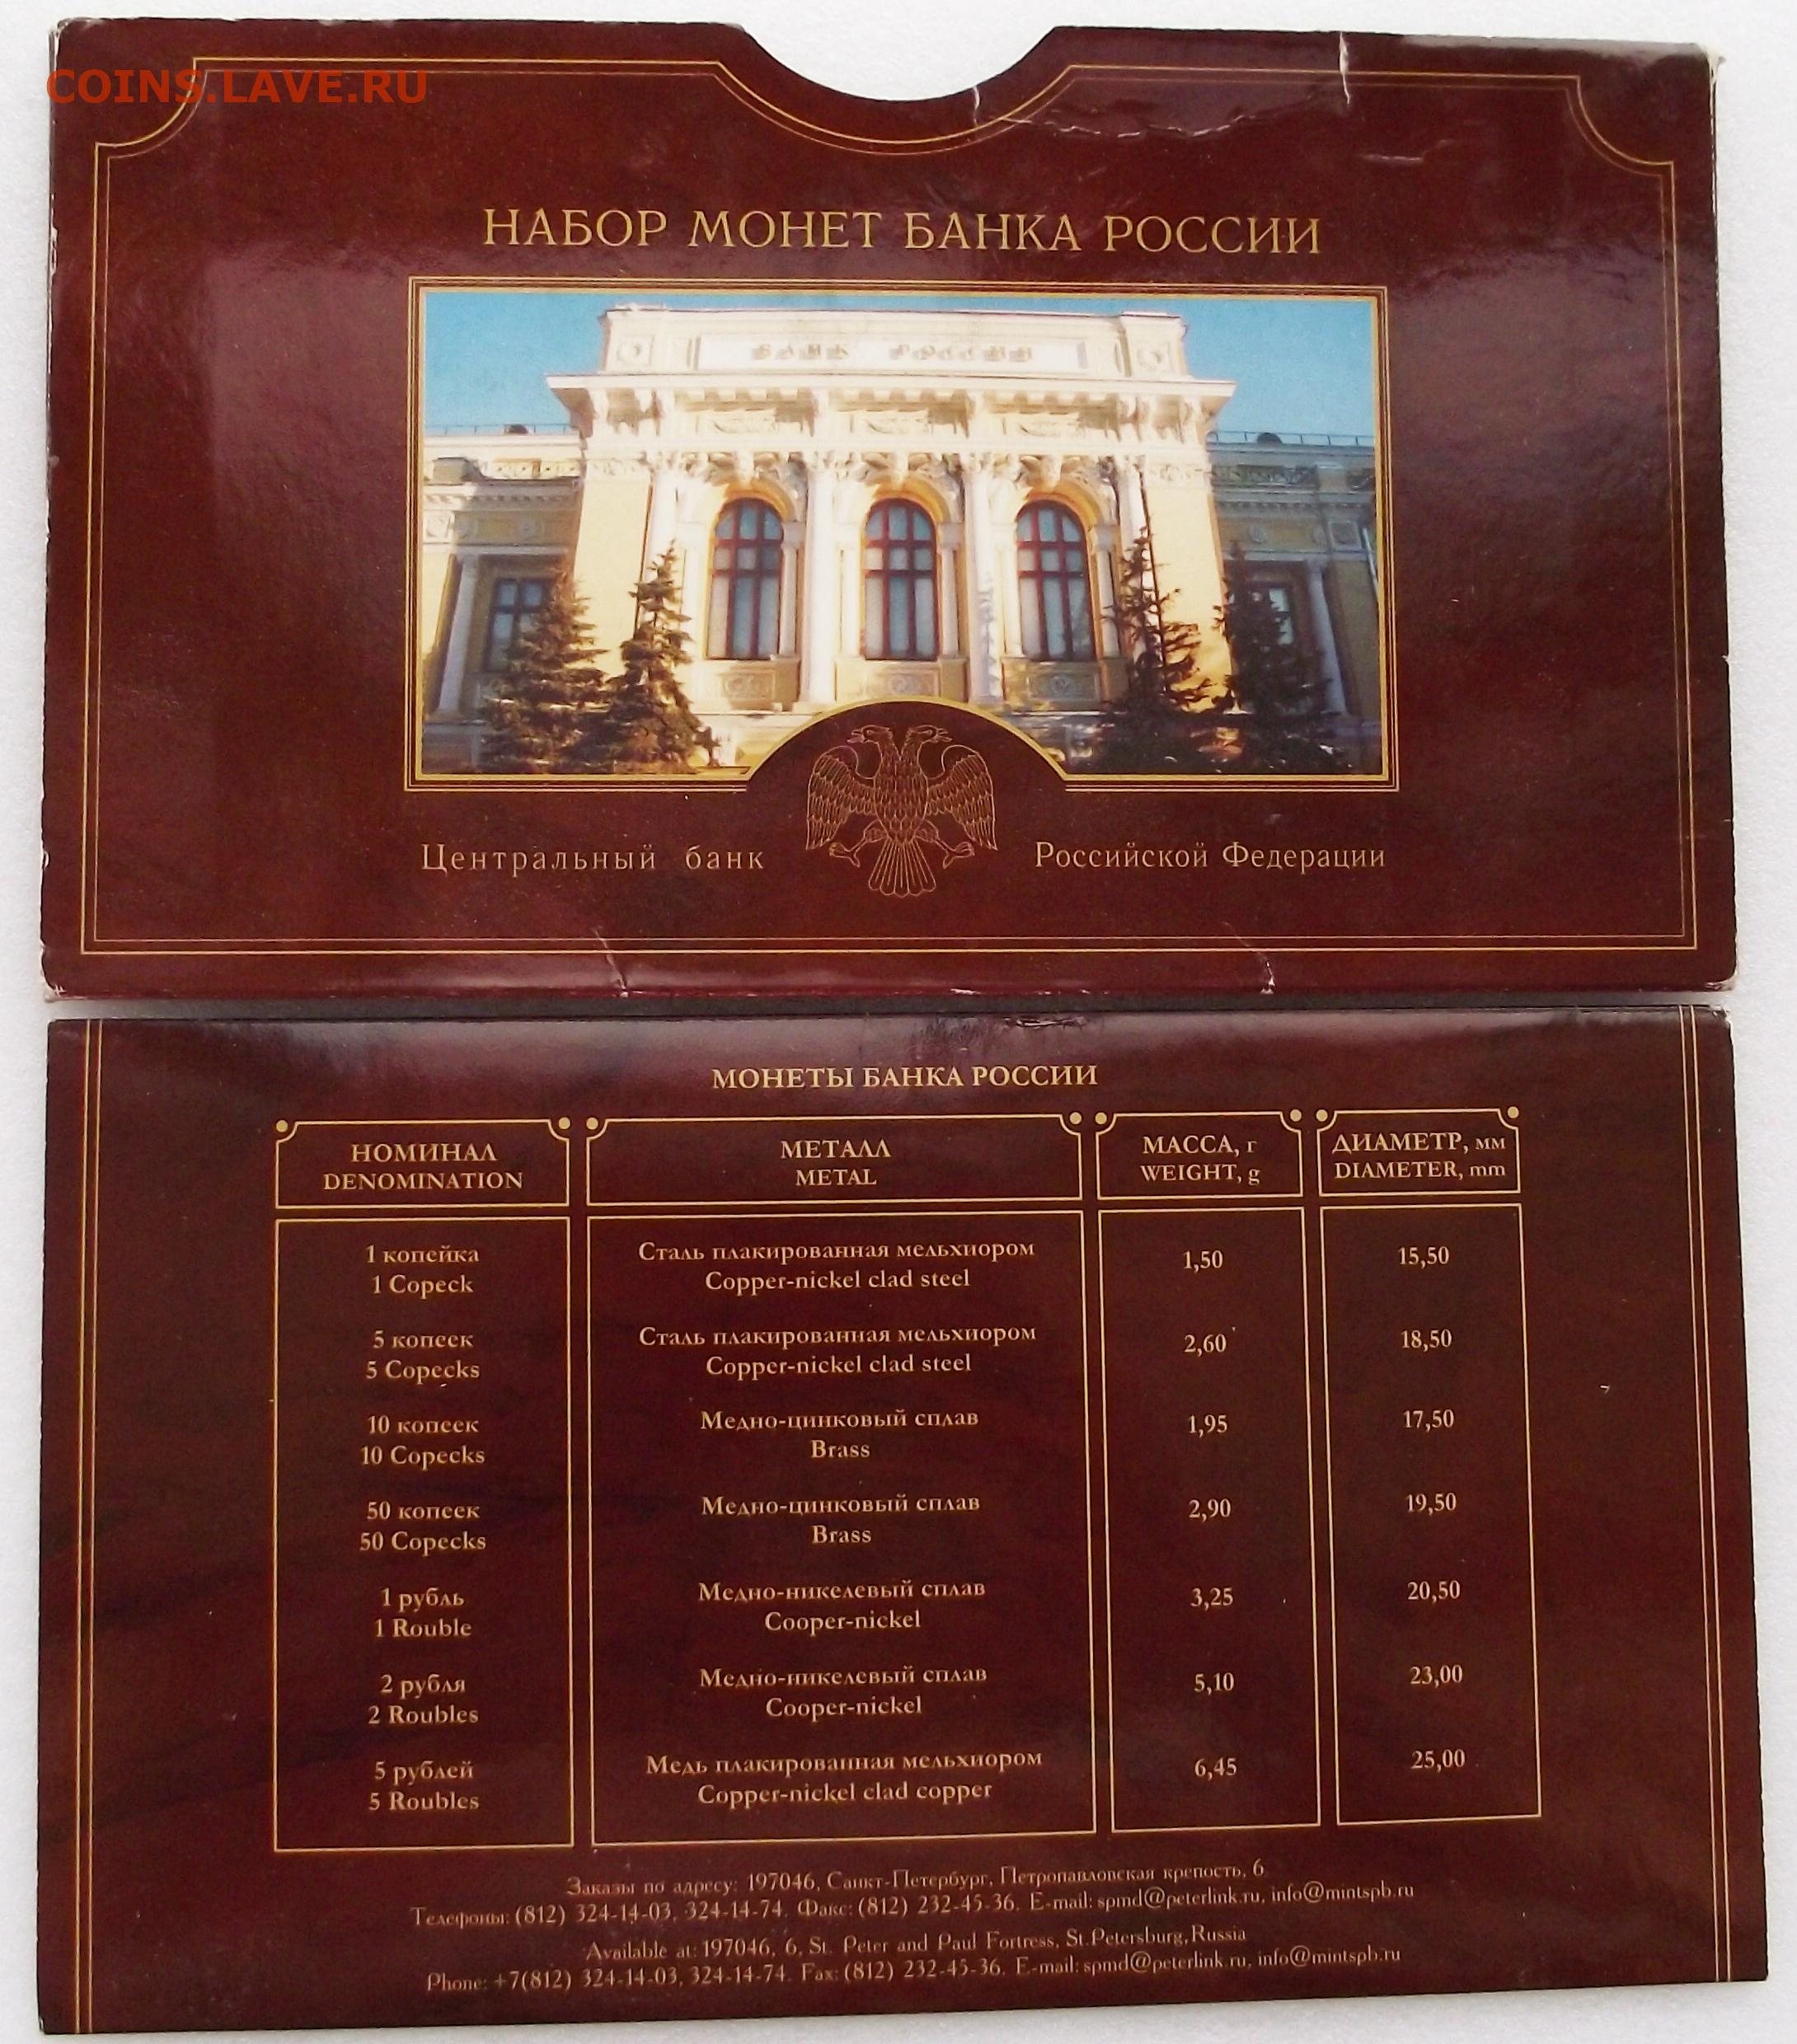 COINS.LAVE.RU
НАБОР МОНЕТ БАНКА РОССИИ
БАНК РОССИИ
Центральный банк Российской Федерации
МОНЕТЫ БАНКА РОССИИ
НОМИНАЛ МЕТАЛЛ МАССА, г ДИАМЕТР, мм
DENOMINATION METAL WEIGHT, g DIAMETER, mm
1 копейка Сталь плакированная мельхиором 1,50 15,50
1 Copeck Copper-nickel clad steel
5 копеек Сталь плакированная мельхиором 2,60 18,50
5 Copecks Copper-nickel clad steel
10 копеек Медно-цинковый сплав 1,95 17,50
10 Copecks Brass
50 копеек Медно-цинковый сплав 2,90 19,50
50 Copecks Brass
1 рубль Медно-никелевый сплав 3,25 20,50
1 Rouble Cooper-nickel
2 рубля Медно-никелевый сплав 5,10 23,00
2 Roubles Cooper-nickel
5 рублей Медь плакированная мельхиором 6,45 25,00
5 Roubles Copper-nickel clad copper
Заказы по адресу: 197046, Санкт-Петербург, Петропавловская крепость, 6
Телефоны: (812) 324-14-03, 324-14-74. Факс: (812) 232-45-36. E-mail: spmd@peterlink.ru, info@mintspb.ru
Available at: 197046, 6, St. Peter and Paul Fortress, St.Petersburg, Russia
Phone: +7(812) 324-14-03, 324-14-74. Fax: (812) 232-45-36. E-mail: spmd@peterlink.ru, info@mintspb.ru